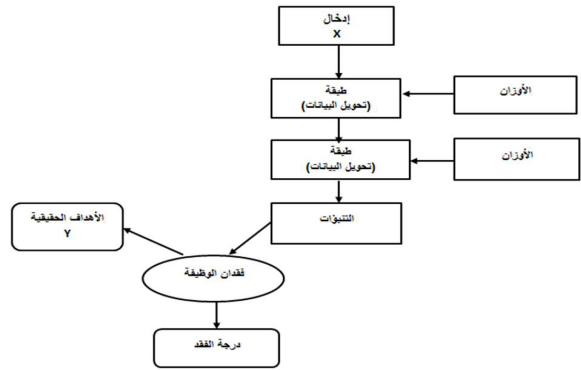 إدخال
X
طبقة
(تحويل البيانات)
الأوزان
طبقة
(تحويل البيانات)
الأوزان
التنبؤات
الأهداف الحقيقية
Y
فقدان الوظيفة
درجة الفقد